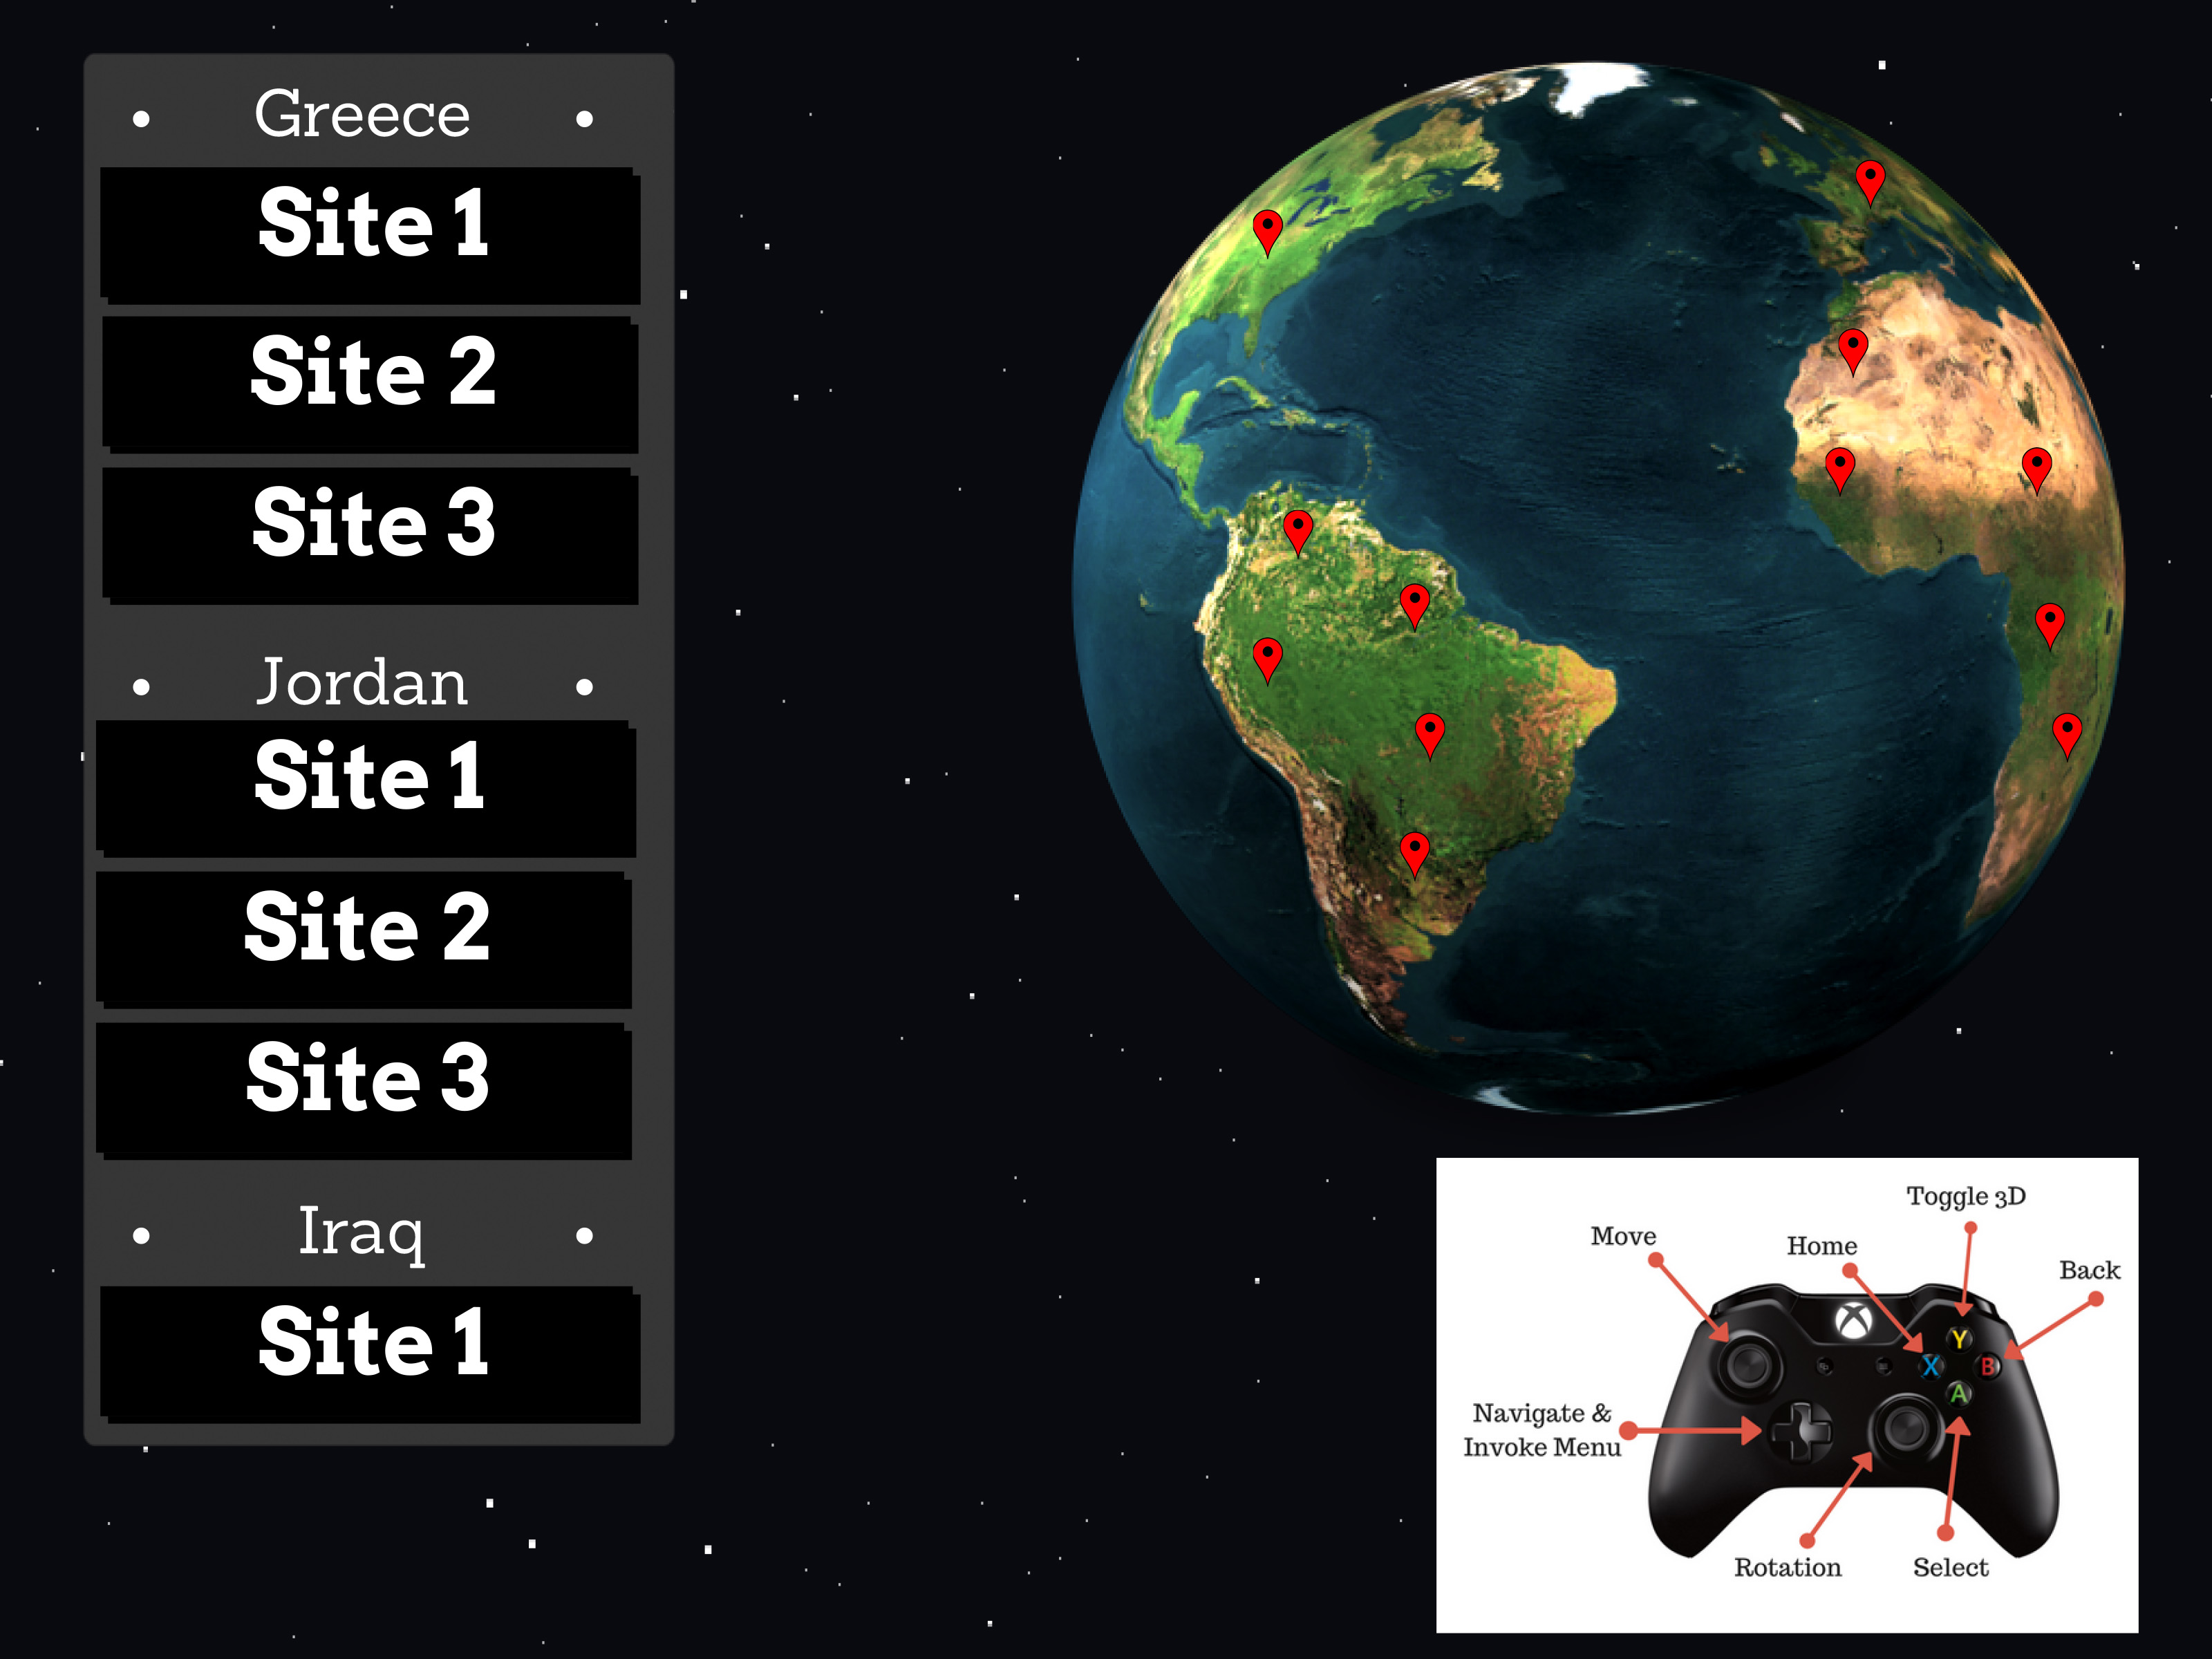 Greece
Site 1
Site 2
Site 3
Jordan
Site 1
Site 2
Site 3
Iraq
Site 1
Toggle 3D
Move
Home
Back
Y
X
B
A
Navigate &
Invoke Menu
Rotation
Select